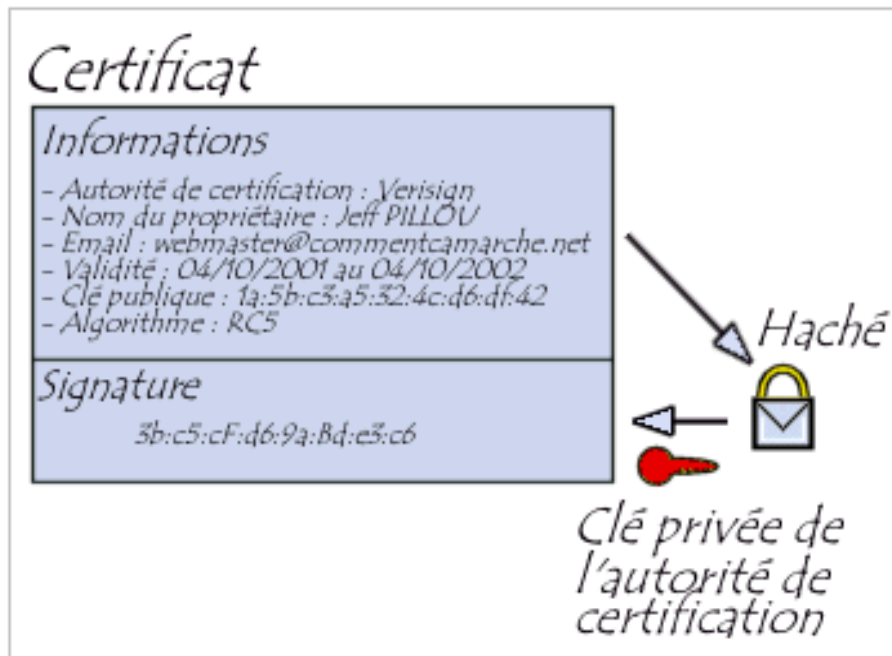 Certificat
Informations
- Autorité de certification : Verisign
- Nom du propriétaire : Jeff PILLOU
- Email : webmaster@commentcamarche.net
- Validité : 04/10/2001 au 04/10/2002
- Clé publique : 1a:5b:c3:a5:32:4c:d6:df:42
- Algorithme : RC5
Signature
3b:c5:cF:d6:9a:Bd:e3:c6
Haché
Clé privée de
l'autorité de
certification